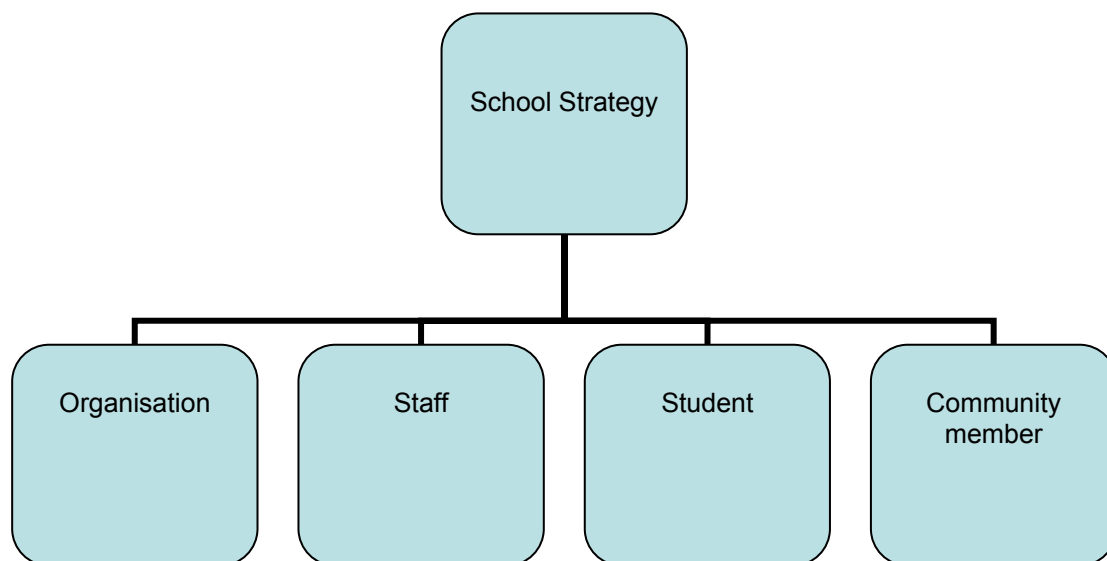 School Strategy
Organisation
Staff
Student
Community
member